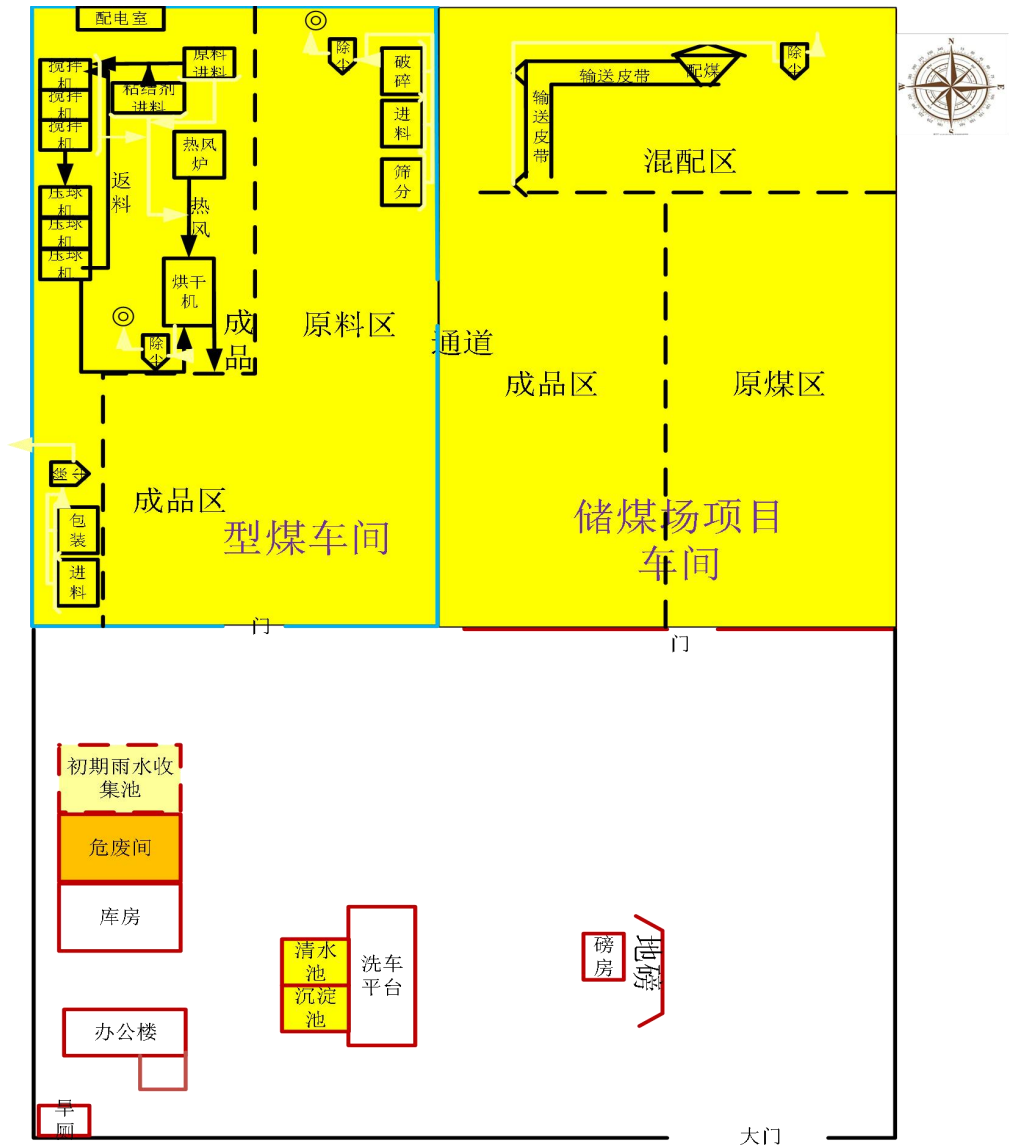 配电室
除
尘
破
碎
进
料
筛
分
原料
进料
搅拌
机
搅拌
机
搅拌
机
粘结剂
进料
热风
炉
返
料
热
风
压球
机
压球
机
压球
机
烘干
机
除
尘
成
品
原料区
通道
除尘
包
装
进
料
成品区
型煤车间
门
输送皮带
配煤
除
尘
输
送
皮
带
混配区
成品区
原煤区
储煤场项目
车间
门
N
W
E
S
初期雨水收
集池
危废间
库房
清水
池
沉淀
池
洗车
平台
磅
房
地磅
办公楼
旱
厕
大门